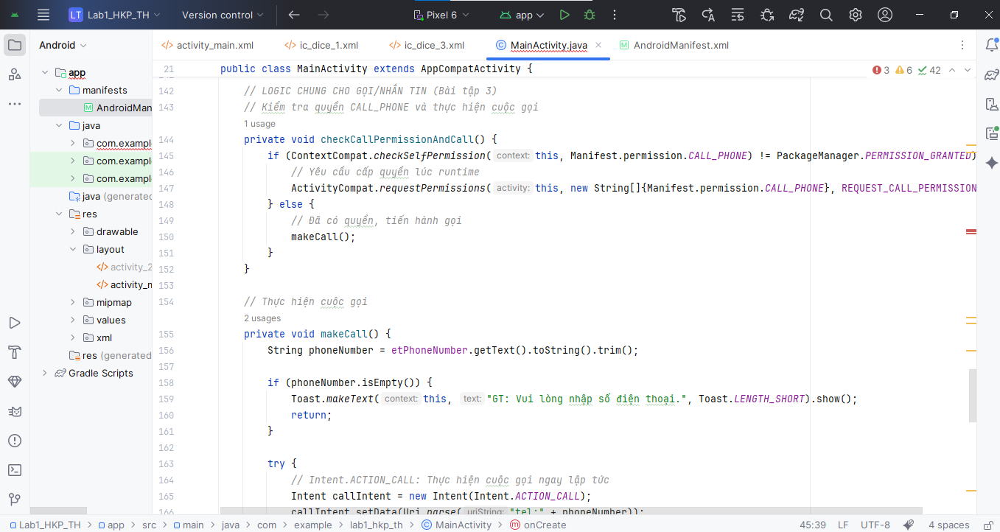 LT Lab1_HKP_TH Version control Pixel 6 app
Android
activity_main.xml ic_dice_1.xml ic_dice_3.xml MainActivity.java AndroidManifest.xml
app
manifests
AndroidMan
java
com.exampl
com.exampl
com.exampl
java (generated
res
drawable
layout
activity_2
activity_m
mipmap
values
xml
res (generated
Gradle Scripts
21 public class MainActivity extends AppCompatActivity {
3 6 42
142 // LOGIC CHUNG CHO GỌI/NHẮN TIN (Bài tập 3)
143 // Kiểm tra quyền CALL_PHONE và thực hiện cuộc gọi
1 usage
144 private void checkCallPermissionAndCall() {
145 if (ContextCompat.checkSelfPermission( context: this, Manifest.permission.CALL_PHONE) != PackageManager.PERMISSION_GRANTED)
146 // Yêu cầu cấp quyền lúc runtime
147 ActivityCompat.requestPermissions( activity: this, new String[]{Manifest.permission.CALL_PHONE}, REQUEST_CALL_PERMISSION
148 } else {
149 // Đã có quyền, tiến hành gọi
150 makeCall();
151 }
152 }
153
154 // Thực hiện cuộc gọi
2 usages
155 private void makeCall() {
156 String phoneNumber = etPhoneNumber.getText().toString().trim();
157
158 if (phoneNumber.isEmpty()) {
159 Toast.makeText( context: this, text: "GT: Vui lòng nhập số điện thoại.", Toast.LENGTH_SHORT).show();
160 return;
161 }
162
163 try {
164 // Intent.ACTION_CALL: Thực hiện cuộc gọi ngay lập tức
165 Intent callIntent = new Intent(Intent.ACTION_CALL);
166 callIntent.setData(Uri.parse( uriString: "tel:" + phoneNumber));
Lab1_HKP_TH > app > src > main > java > com > example > lab1_hkp_th > MainActivity > onCreate 45:39 LF UTF-8 4 spaces